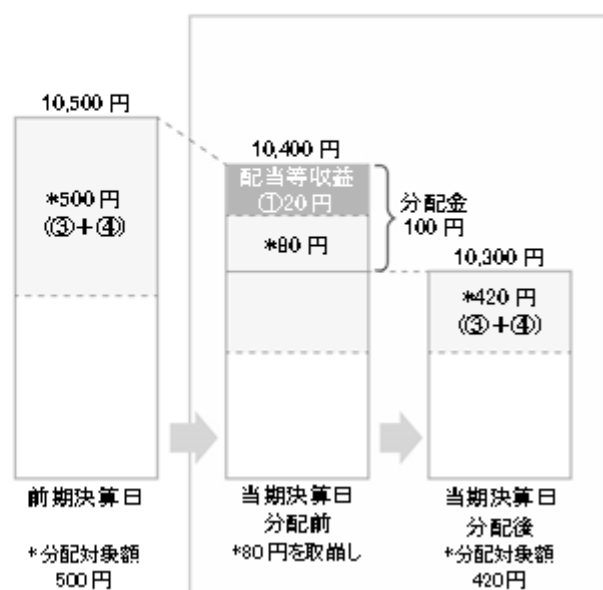 10,500 円
*500 円
(③+④)
10,400 円
配当等収益
①20 円
*80 円
分配金
100 円
10,300 円
*420 円
(③+④)
前期決算日
*分配対象額
500 円
当期決算日
分配前
*80 円を取崩し
当期決算日
分配後
*分配対象額
420円